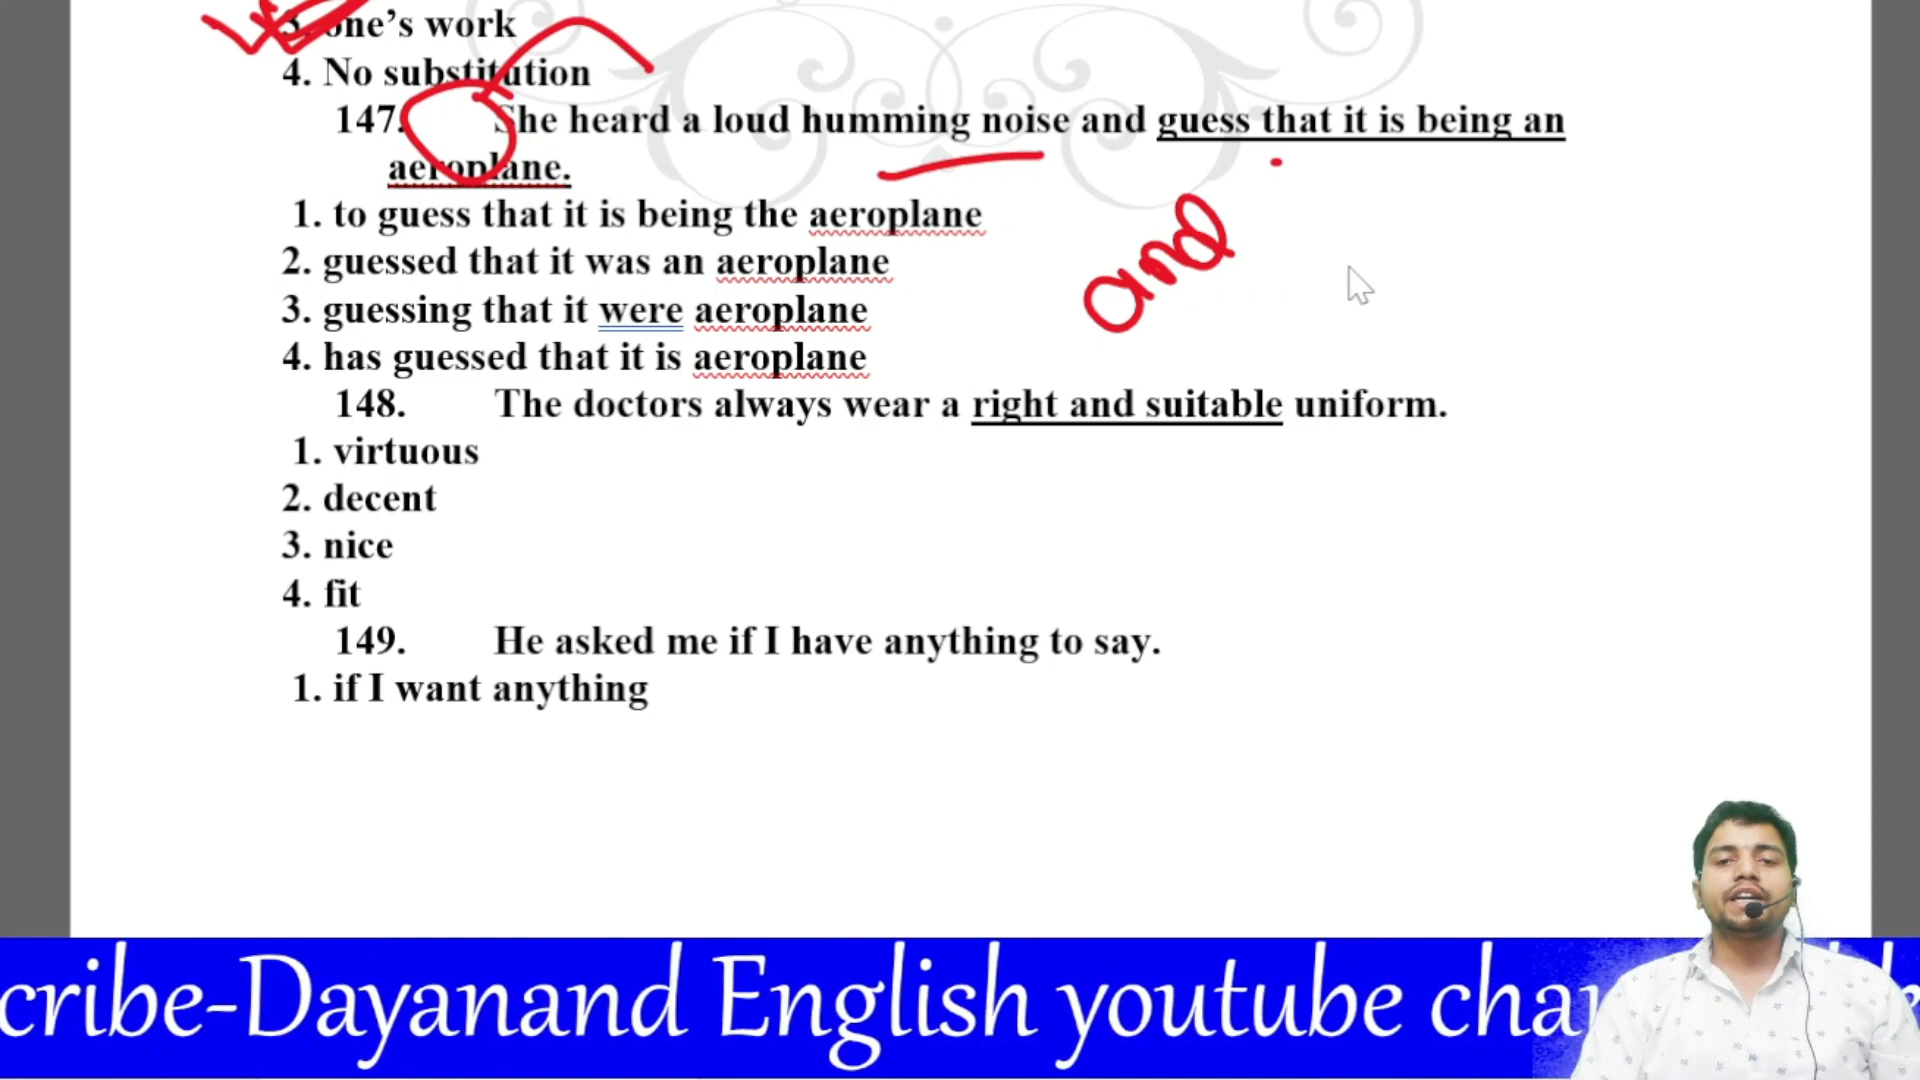 3. one's work
4. No substitution
147. She heard a loud humming noise and guess that it is being an
aeroplane.
1. to guess that it is being the aeroplane
and
2. guessed that it was an aeroplane
3. guessing that it were aeroplane
4. has guessed that it is aeroplane
148. The doctors always wear a right and suitable uniform.
1. virtuous
2. decent
3. nice
4. fit
149. He asked me if I have anything to say.
1. if I want anything
cribe-Dayanand English youtube cha